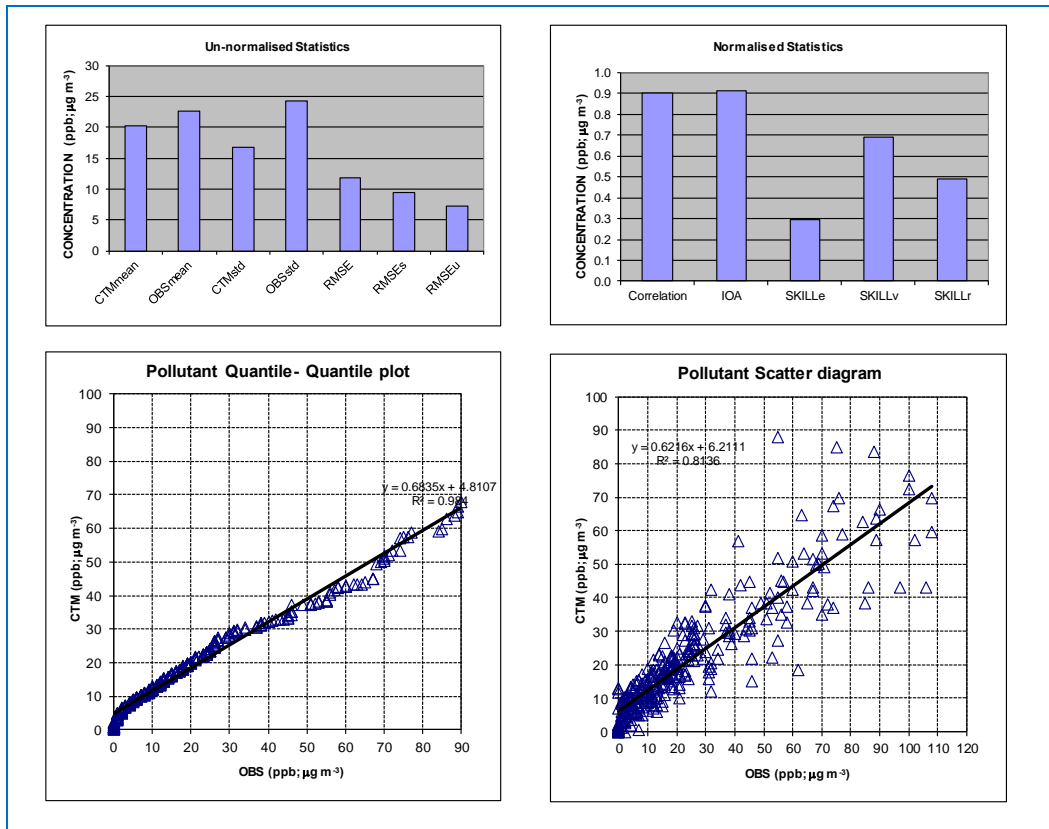 Un-normalised Statistics
CONCENTRATION (ppb; µg m-3)
30
25
20
15
10
5
0
CTMmean
OBSmean
CTMstd
OBSstd
RMSE
RMSEs
RMSEu
Normalised Statistics
CONCENTRATION (ppb; µg m-3)
1.0
0.9
0.8
0.7
0.6
0.5
0.4
0.3
0.2
0.1
0.0
Correlation
IOA
SKILLe
SKILLv
SKILLr
Pollutant Quantile- Quantile plot
CTM (ppb; µg m-3)
100
90
80
70
60
50
40
30
20
10
0
y = 0.6835x + 4.8107
R² = 0.984
0 10 20 30 40 50 60 70 80 90
OBS (ppb; µg m-3)
Pollutant Scatter diagram
CTM (ppb; µg m-3)
100
90
80
70
60
50
40
30
20
10
0
y = 0.6216x + 6.2111
R² = 0.8136
0 10 20 30 40 50 60 70 80 90 100 110 120
OBS (ppb; µg m-3)